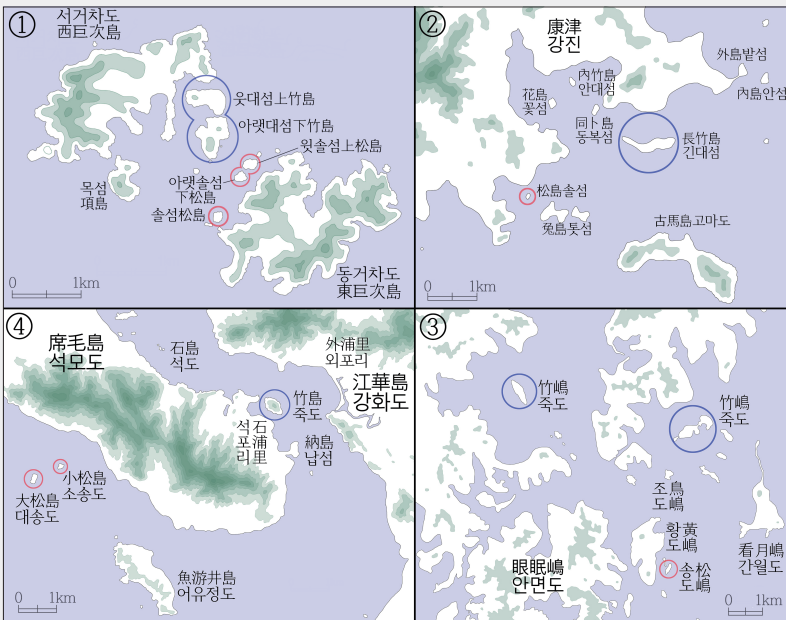 ①
서거차도
西巨次島
웃대섬上竹島
아랫대섬下竹島
윗솔섬上松島
아랫솔섬
下松島
솔섬松島
목섬
項島
동거차도
東巨次島
0 1km
②
康津
강진
外島밭섬
內島안섬
內竹島
안대섬
花島
꽃섬
同卜島
동복섬
長竹島
긴대섬
松島솔섬
兔島톳섬
古馬島고마도
0 1km
④
席毛島
석모도
石島
석도
外浦里
외포리
江華島
강화도
竹島
죽도
石浦里
석포리
納島
납섬
小松島
소송도
大松島
대송도
魚游井島
어유정도
0 1km
③
竹嶋
죽도
竹嶋
죽도
조鳥
도嶋
황黃
도嶋
송松
도嶋
看月嶋
간월도
眼眠嶋
안면도
0 1km